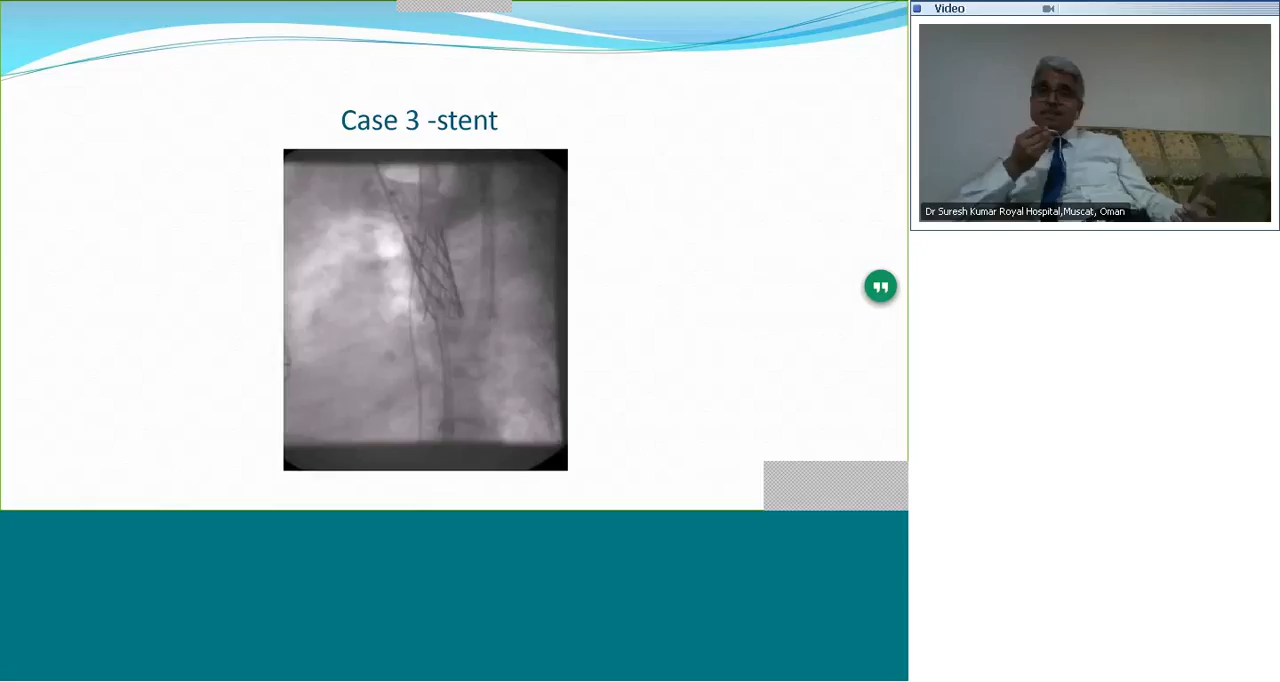 Video
Case 3 -stent
Dr Suresh Kumar Royal Hospital,Muscat, Oman